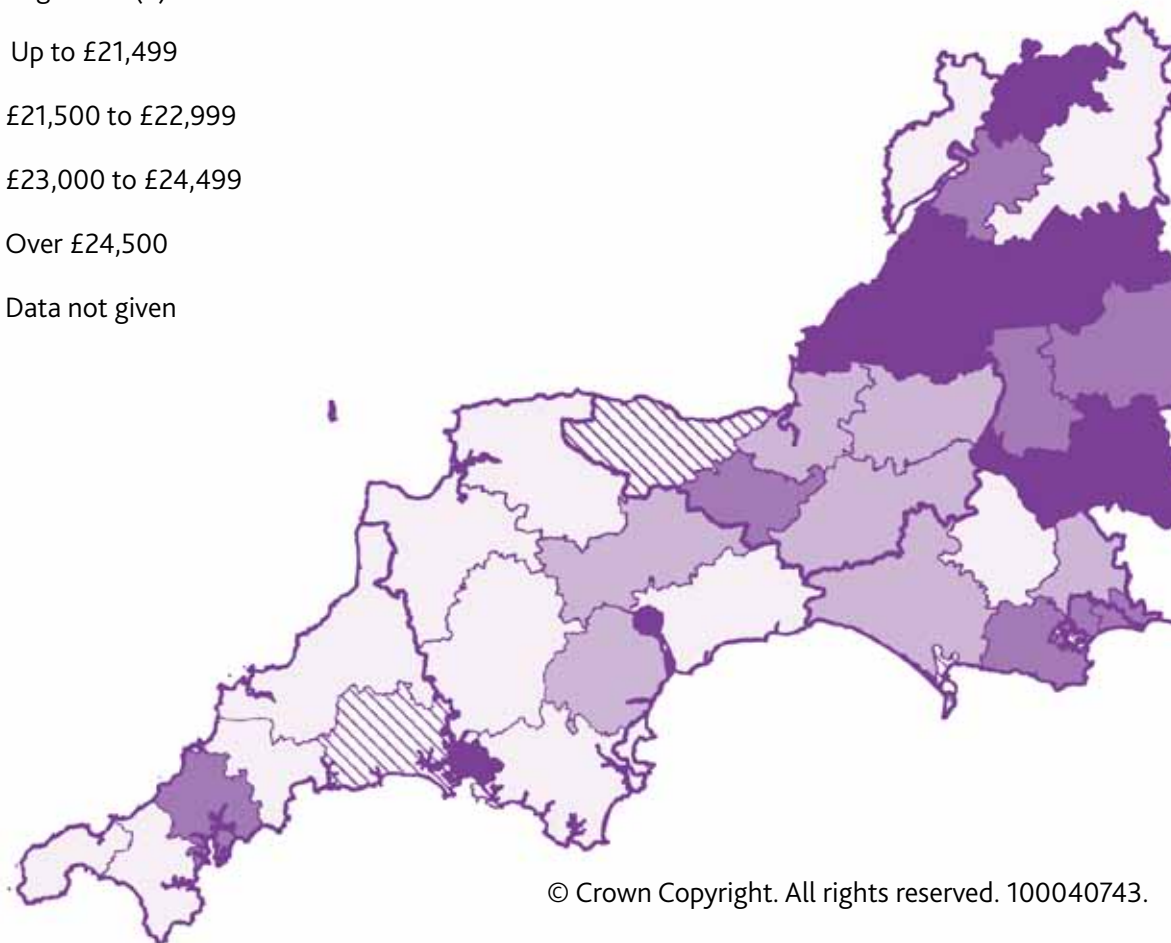 Up to £21,499
£21,500 to £22,999
£23,000 to £24,499
Over £24,500
Data not given
© Crown Copyright. All rights reserved. 100040743.